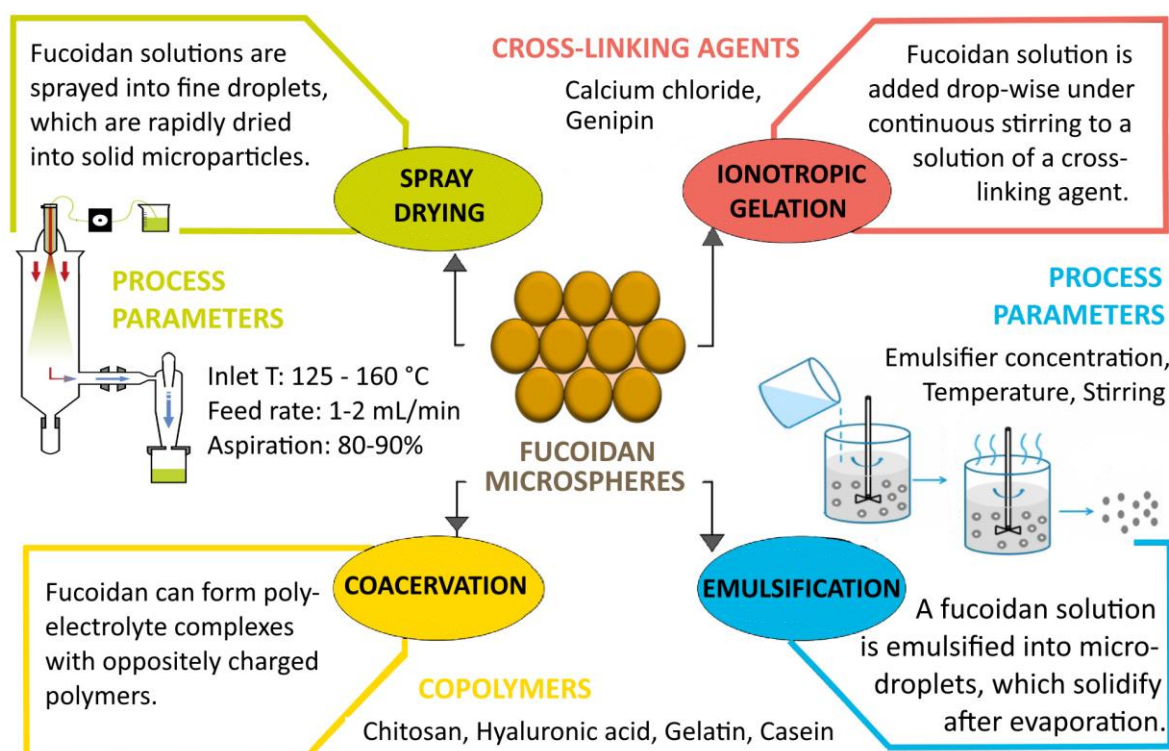 Fucoidan solutions are
sprayed into fine droplets,
which are rapidly dried
into solid microparticles.
SPRAY
DRYING
PROCESS
PARAMETERS
Inlet T: 125 - 160 °C
Feed rate: 1-2 mL/min
Aspiration: 80-90%
CROSS-LINKING AGENTS
Calcium chloride,
Genipin
IONOTROPIC
GELATION
Fucoidan solution is
added drop-wise under
continuous stirring to a
solution of a cross-
linking agent.
FUCOIDAN
MICROSPHERES
PROCESS
PARAMETERS
Emulsifier concentration,
Temperature, Stirring
COACERVATION
Fucoidan can form poly-
electrolyte complexes
with oppositely charged
polymers.
COPOLYMERS
Chitosan, Hyaluronic acid, Gelatin, Casein
EMULSIFICATION
A fucoidan solution
is emulsified into micro-
droplets, which solidify
after evaporation.